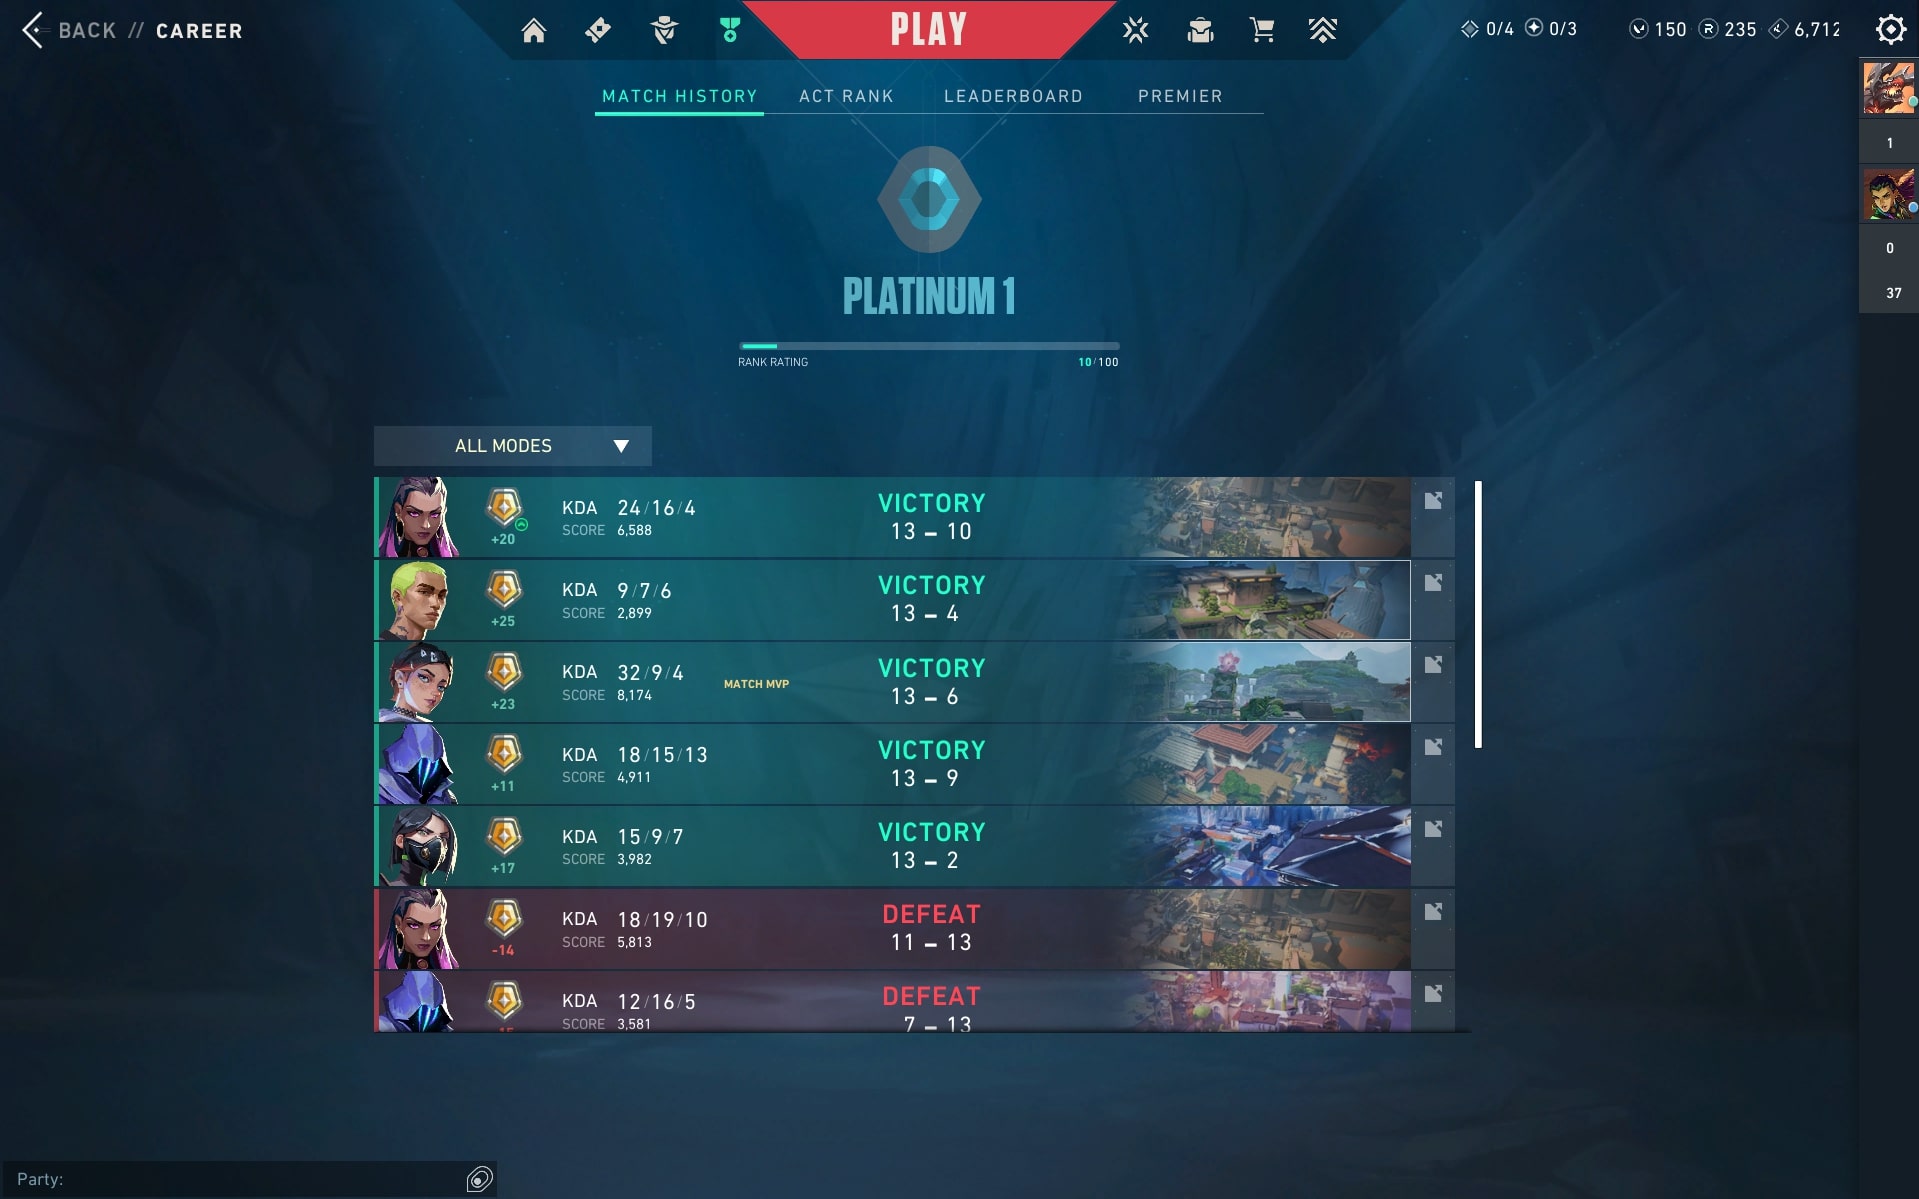 BACK // CAREER
PLAY
0/4 0/3 150 235 6,712
MATCH HISTORY ACT RANK LEADERBOARD PREMIER
1
0
37
PLATINUM 1
RANK RATING 10/100
ALL MODES
+20 KDA 24/16/4 SCORE 6,588 VICTORY 13 – 10
+25 KDA 9/7/6 SCORE 2,899 VICTORY 13 – 4
+23 KDA 32/9/4 SCORE 8,174 MATCH MVP VICTORY 13 – 6
+11 KDA 18/15/13 SCORE 4,911 VICTORY 13 – 9
+17 KDA 15/9/7 SCORE 3,982 VICTORY 13 – 2
-14 KDA 18/19/10 SCORE 5,813 DEFEAT 11 – 13
KDA 12/16/5 SCORE 3,581 DEFEAT 7 – 13
Party: